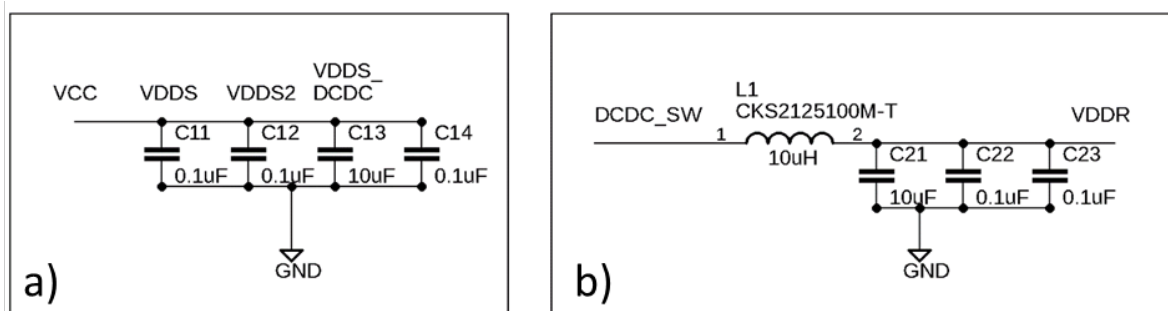 VDDS_
VCC VDDS VDDS2 DCDC
C11 C12 C13 C14
0.1uF 0.1uF 10uF 0.1uF
GND
a)
L1
CKS2125100M-T
DCDC_SW VDDR
1 2
10uH
C21 C22 C23
10uF 0.1uF 0.1uF
GND
b)